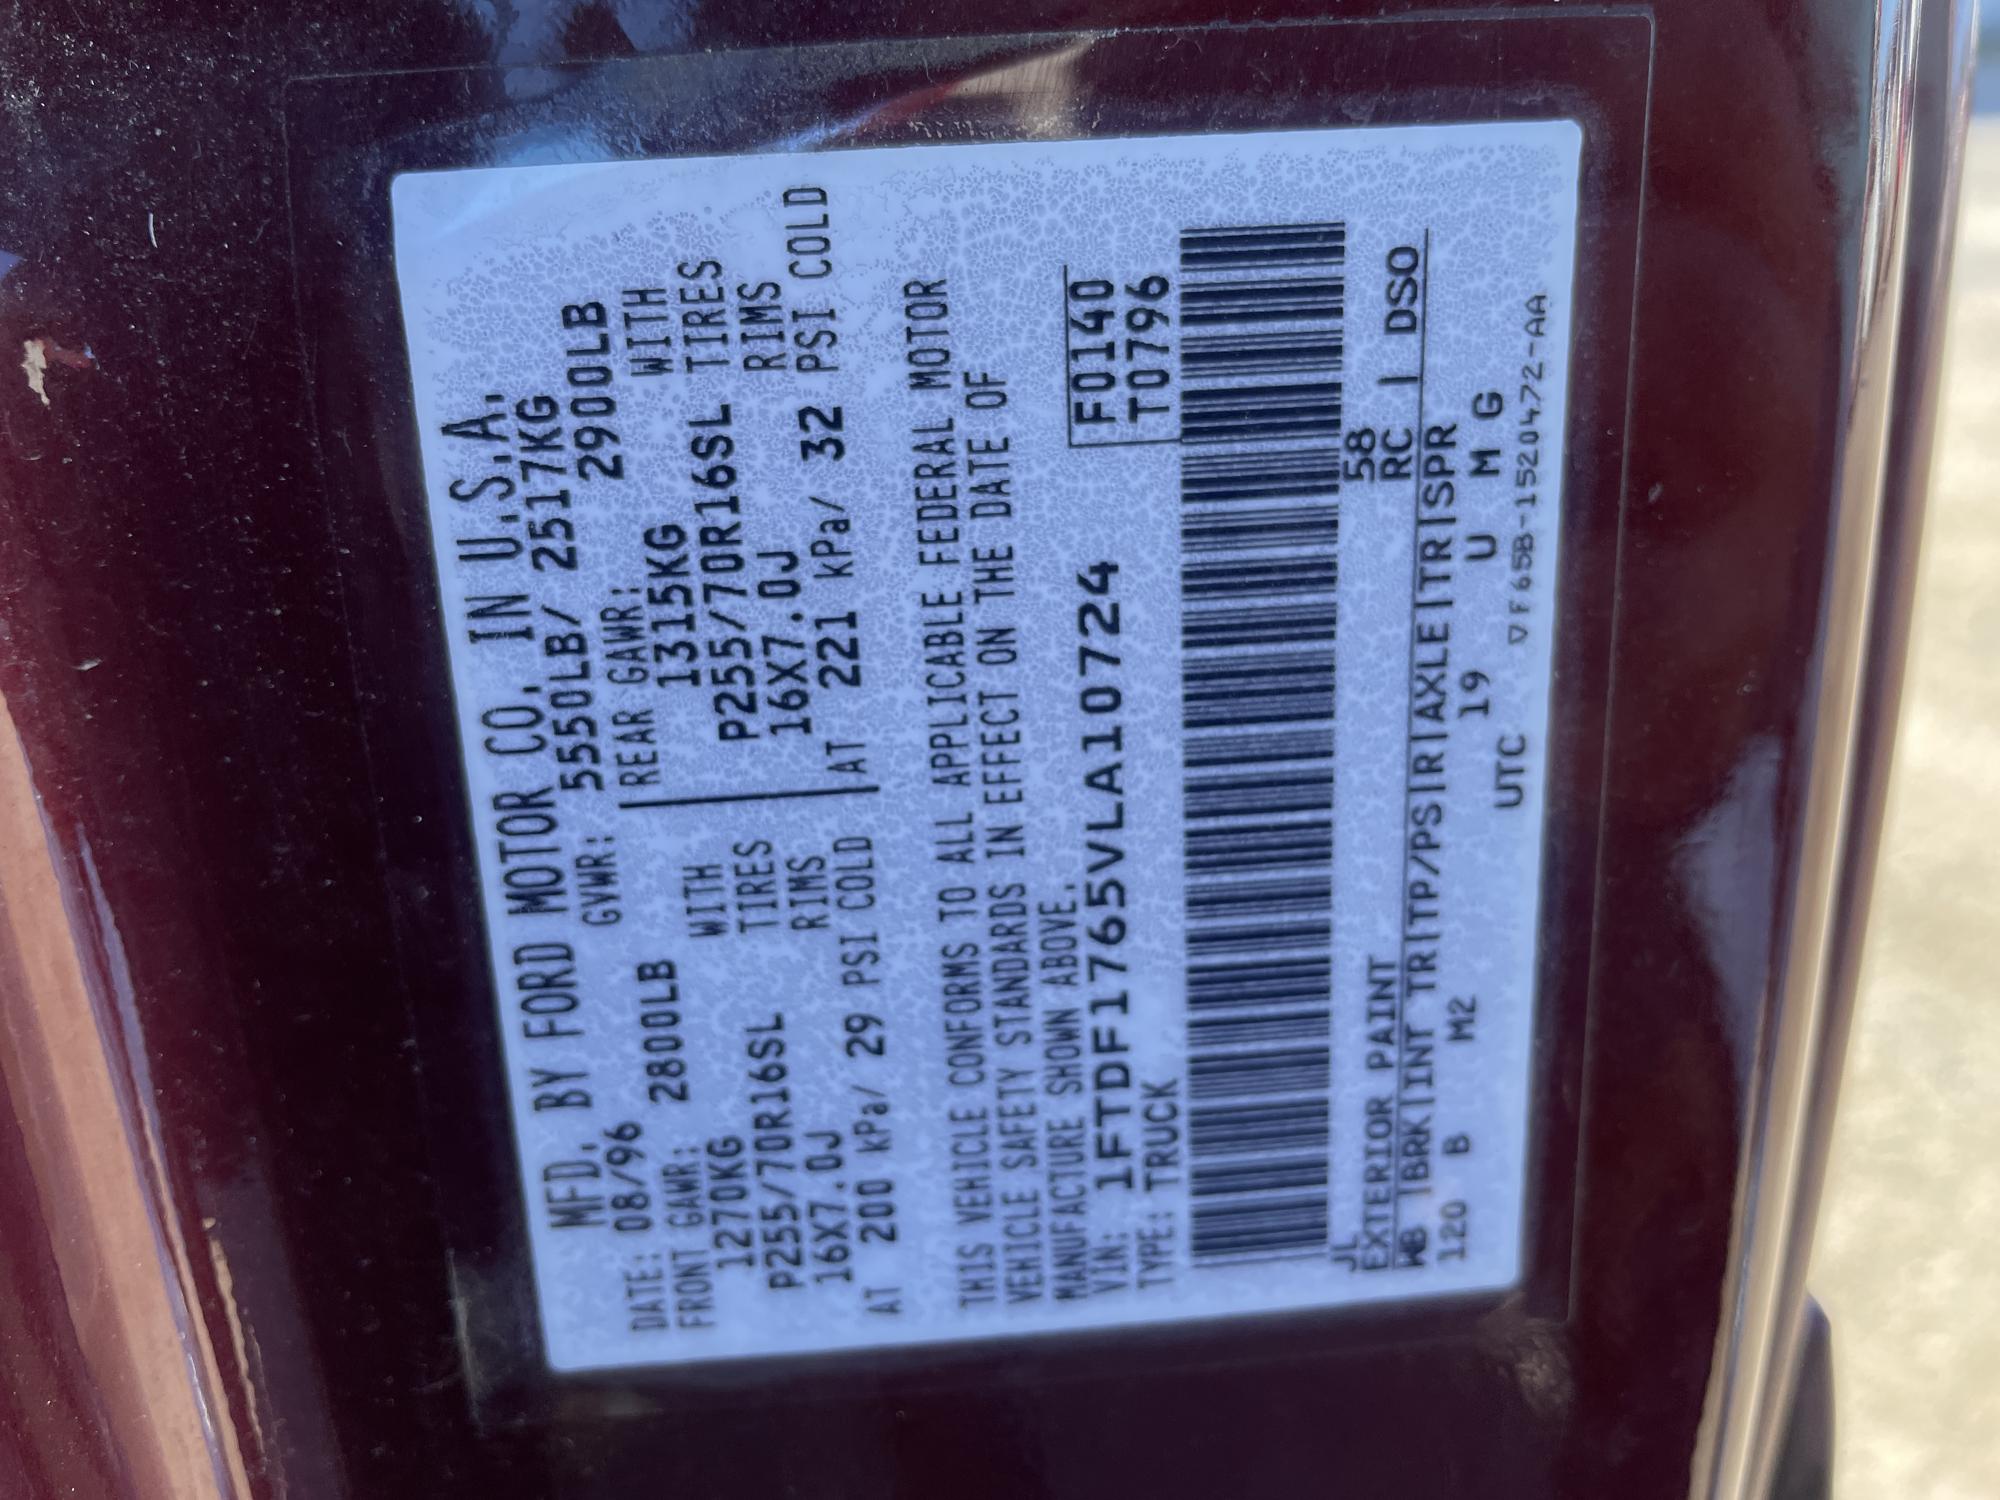 MFD. BY FORD MOTOR CO. IN U.S.A.
DATE: 08/96 GVWR: 5550LB/ 2517KG
FRONT GAWR: 2800LB REAR GAWR: 2900LB
1270KG WITH 1315KG WITH
P255/70R16SL TIRES P255/70R16SL TIRES
16X7.0J RIMS 16X7.0J RIMS
AT 200 kPa/ 29 PSI COLD AT 221 kPa/ 32 PSI COLD
THIS VEHICLE CONFORMS TO ALL APPLICABLE FEDERAL MOTOR
VEHICLE SAFETY STANDARDS IN EFFECT ON THE DATE OF
MANUFACTURE SHOWN ABOVE.
VIN: 1FTDF1765VLA10724 F0140
TYPE: TRUCK T0796
JL 58
EXTERIOR PAINT RC | DSO
WB |BRK|INT TR|TP/PS|R|AXLE|TR|SPR
120 B M2 19 U M G
UTC ▽F65B-1520472-AA